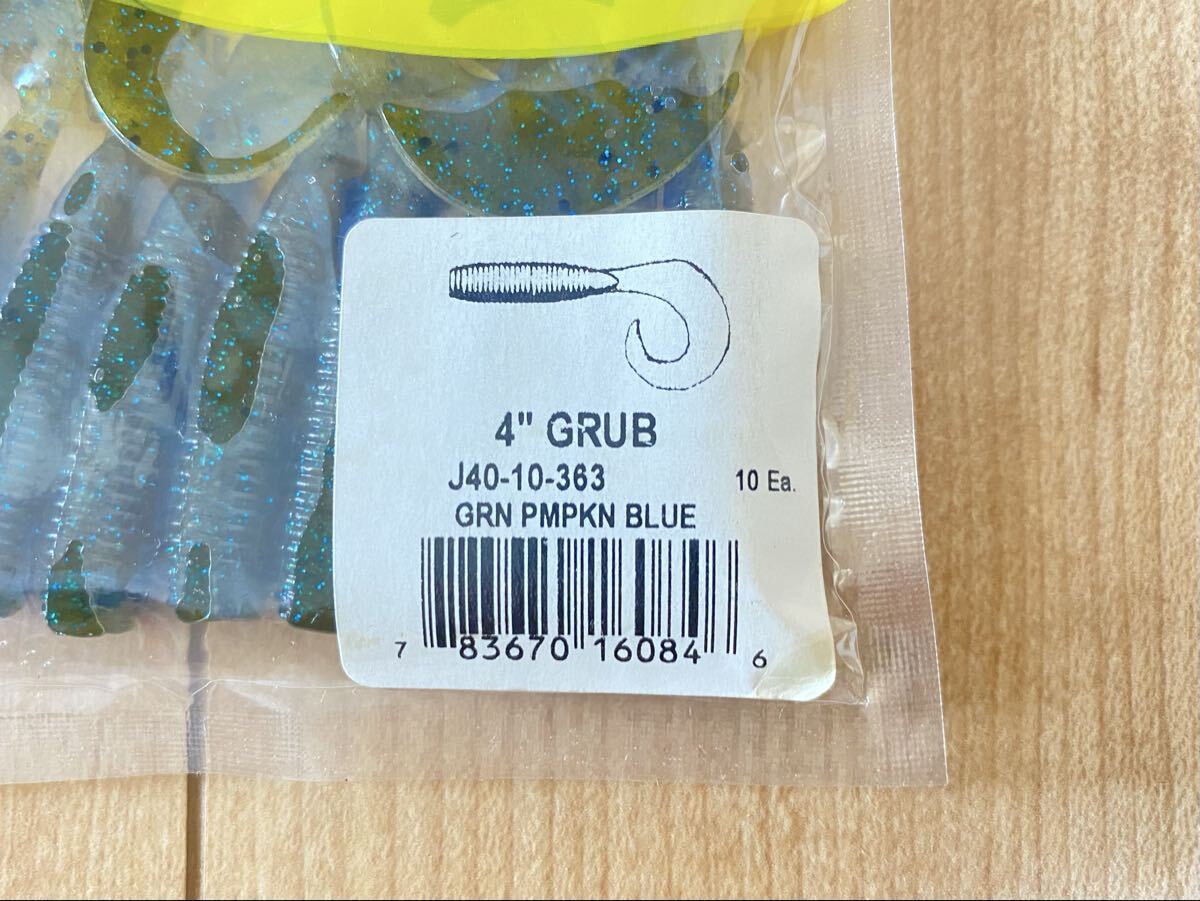 4" GRUB
J40-10-363 10 Ea.
GRN PMPKN BLUE
7 83670 16084 6